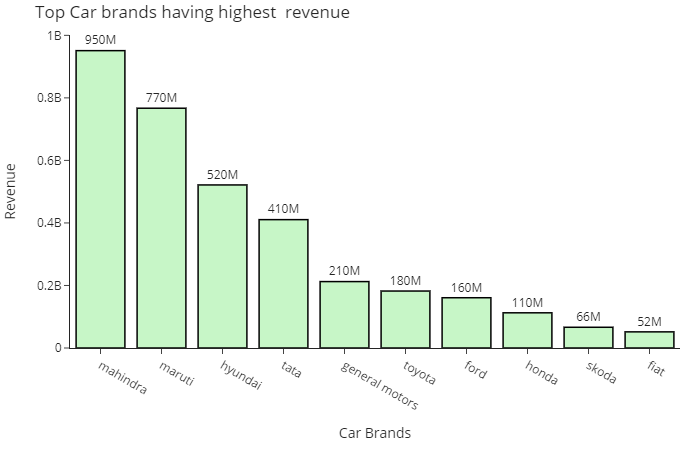 Top Car brands having highest  revenue
1B
0.8B
0.6B
0.4B
0.2B
0
Revenue
950M
770M
520M
410M
210M
180M
160M
110M
66M
52M
mahindra
maruti
hyundai
tata
general motors
toyota
ford
honda
skoda
fiat
Car Brands